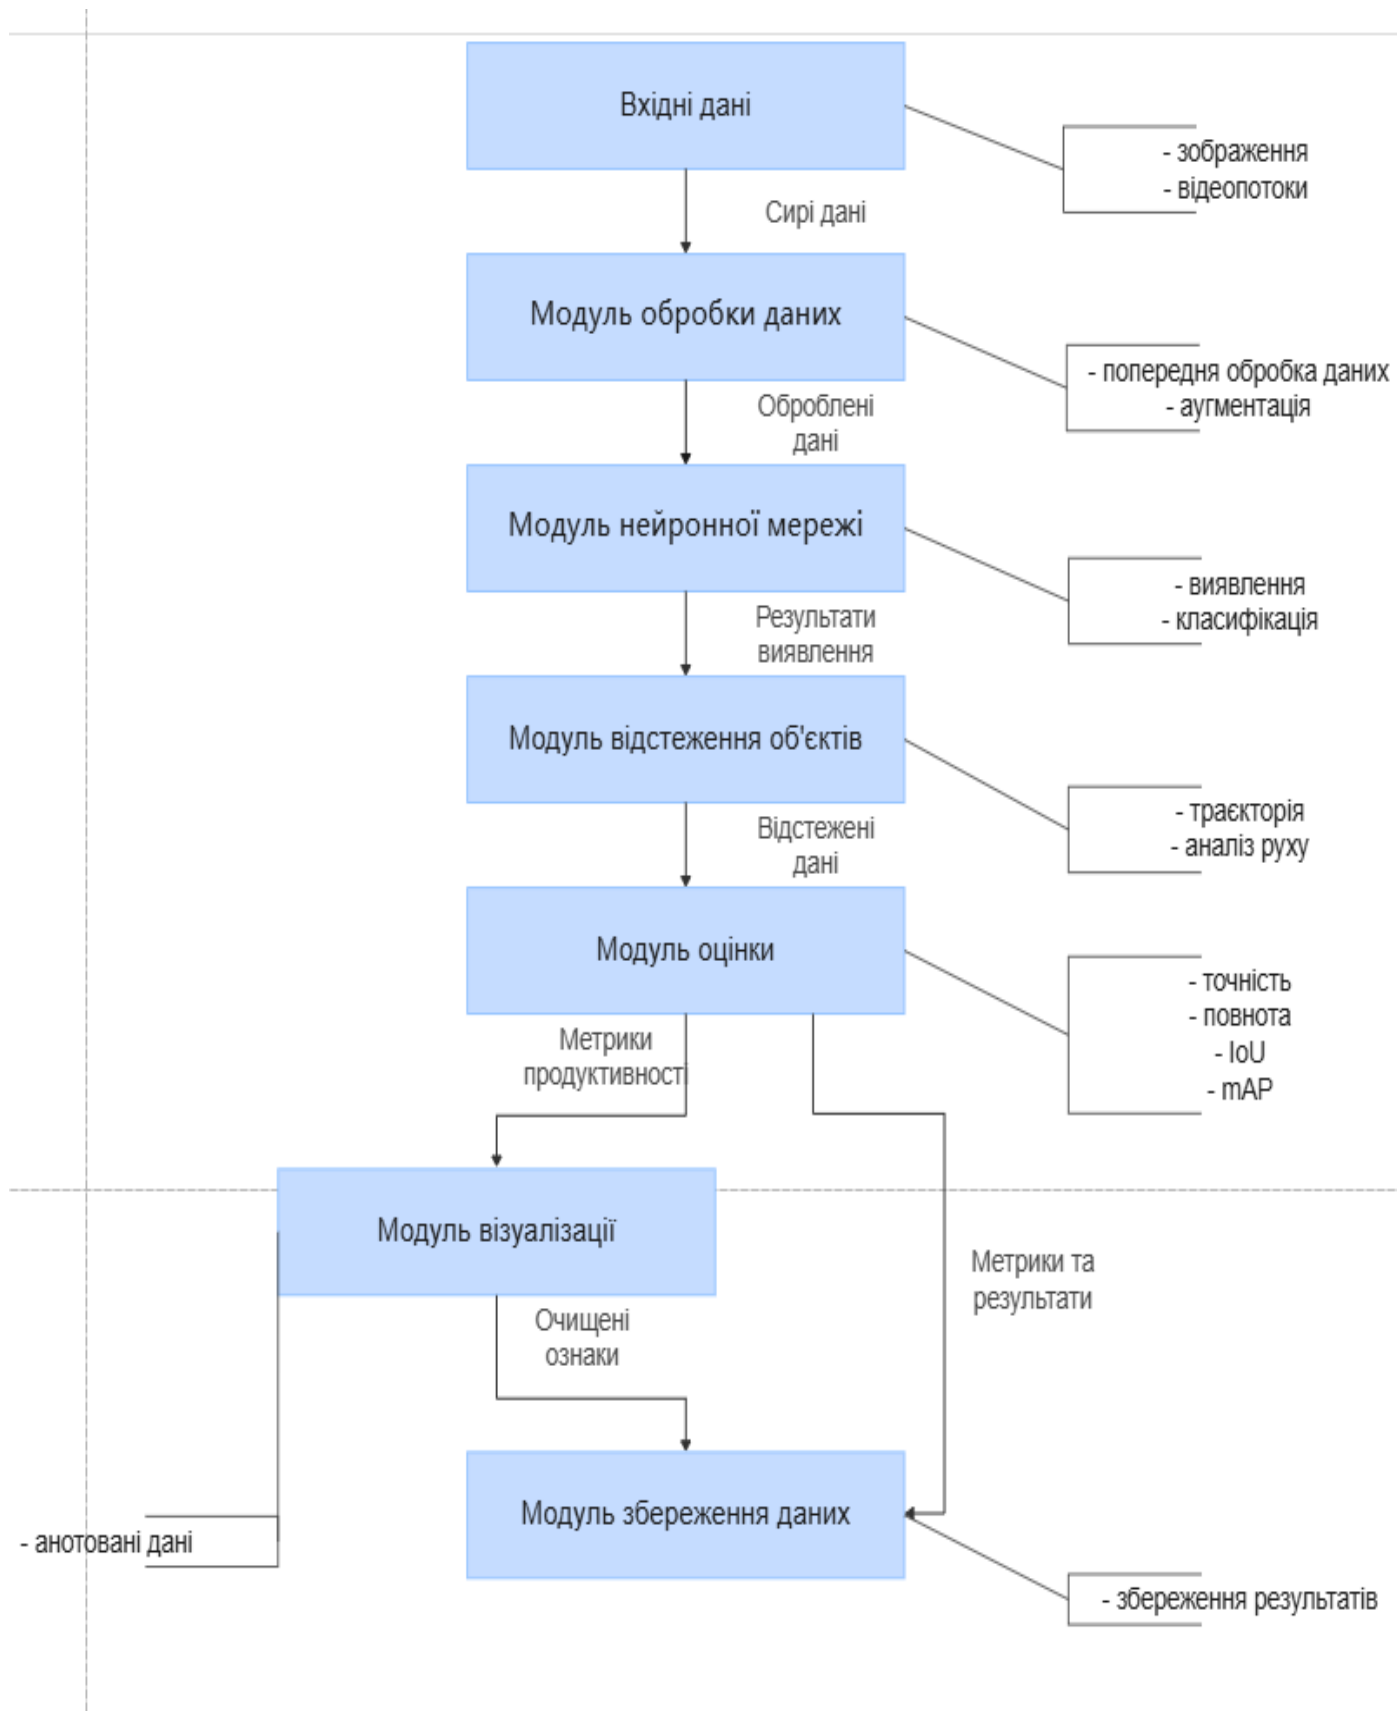 Вхідні дані
- зображення
- відеопотоки
Сирі дані
Модуль обробки даних
- попередня обробка даних
- аугментація
Оброблені
дані
Модуль нейронної мережі
- виявлення
- класифікація
Результати
виявлення
Модуль відстеження об'єктів
- траєкторія
- аналіз руху
Відстежені
дані
Модуль оцінки
- точність
- повнота
- IoU
- mAP
Метрики
продуктивності
Модуль візуалізації
Метрики та
результати
Очищені
ознаки
Модуль збереження даних
- анотовані дані
- збереження результатів